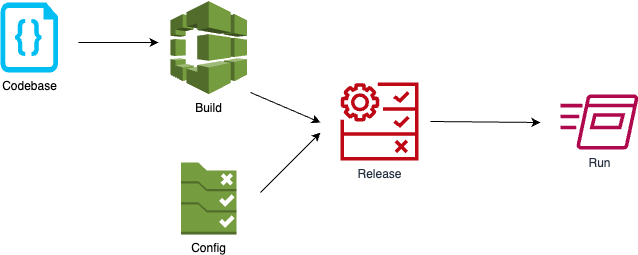 Codebase
Build
Config
Release
Run